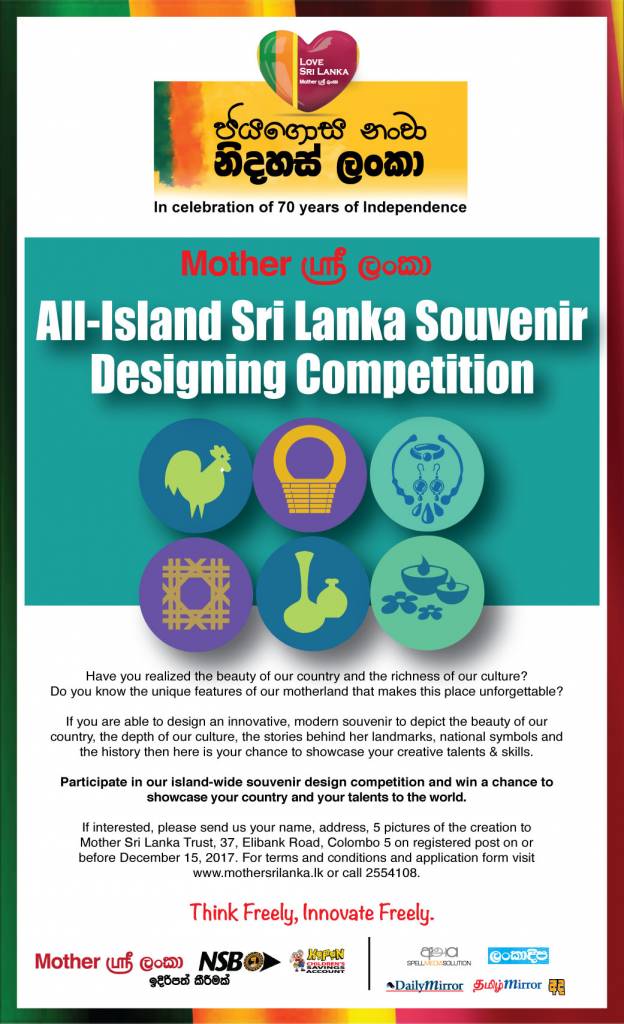 LOVE
SRI LANKA
Mother ශ්‍රී ලංකා
ජයගොස නංවා
නිදහස් ලංකා
In celebration of 70 years of Independence
Mother ශ්‍රී ලංකා
All-Island Sri Lanka Souvenir
Designing Competition
Have you realized the beauty of our country and the richness of our culture?
Do you know the unique features of our motherland that makes this place unforgettable?
If you are able to design an innovative, modern souvenir to depict the beauty of our
country, the depth of our culture, the stories behind her landmarks, national symbols and
the history then here is your chance to showcase your creative talents & skills.
Participate in our island-wide souvenir design competition and win a chance to
showcase your country and your talents to the world.
If interested, please send us your name, address, 5 pictures of the creation to
Mother Sri Lanka Trust, 37, Elibank Road, Colombo 5 on registered post on or
before December 15, 2017. For terms and conditions and application form visit
www.mothersrilanka.lk or call 2554108.
Think Freely, Innovate Freely.
Mother ශ්‍රී ලංකා
ඉදිරිපත් කිරීමක්
NSB
HAPAN
CHILDREN'S
SAVINGS
ACCOUNT
SPELL MEDIA SOLUTION
ලංකාදීප
DailyMirror
தமிழ்mirror